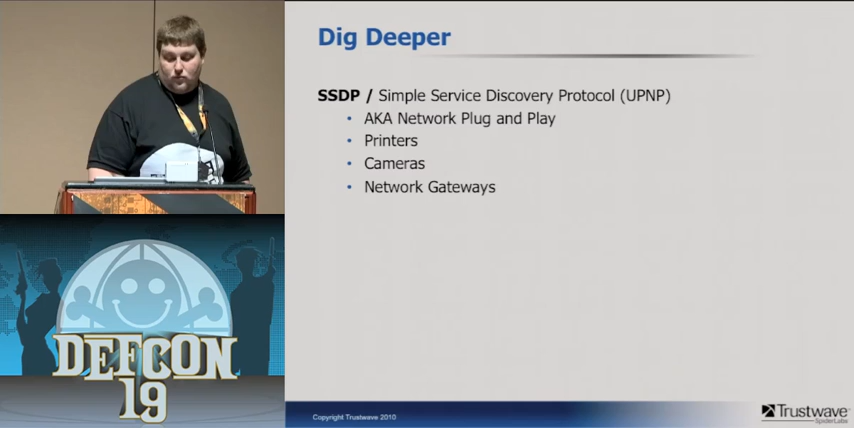 Dig Deeper
SSDP / Simple Service Discovery Protocol (UPNP)
• AKA Network Plug and Play
• Printers
• Cameras
• Network Gateways
DEFCON
19
Copyright Trustwave 2010
Trustwave®
SpiderLabs